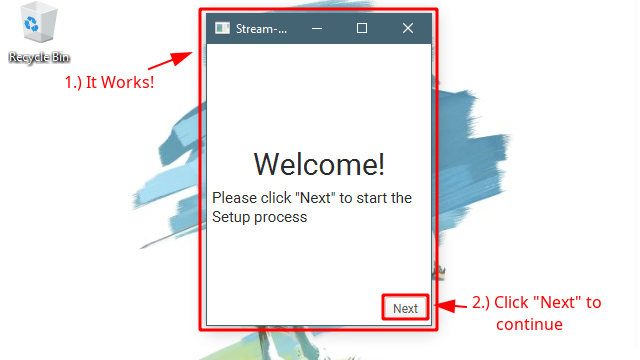 Recycle Bin
Stream-...
1.) It Works!
Welcome!
Please click "Next" to start the
Setup process
Next
2.) Click "Next" to
continue